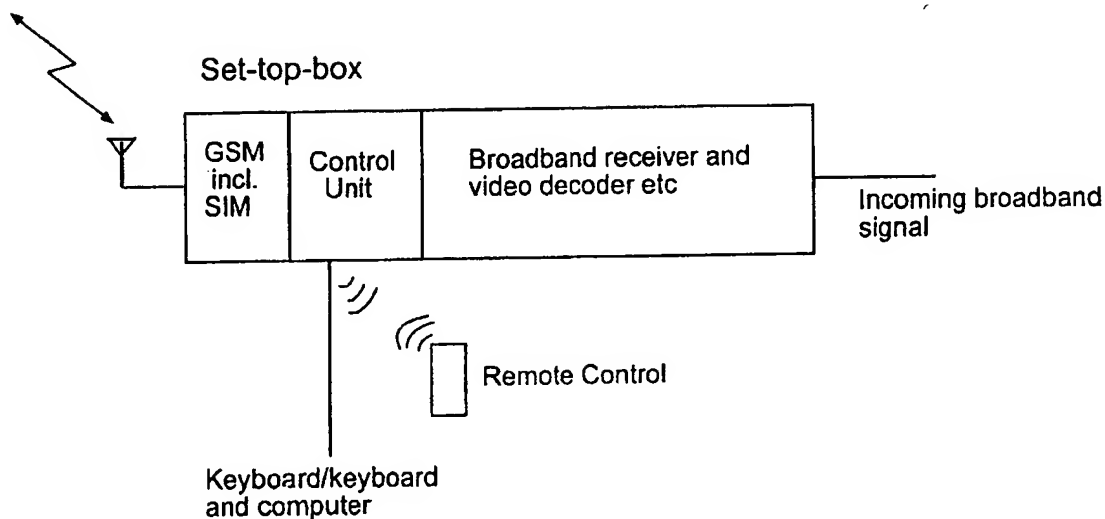 Set-top-box
GSM
incl.
SIM
Control
Unit
Broadband receiver and
video decoder etc
Incoming broadband
signal
Remote Control
Keyboard/keyboard
and computer